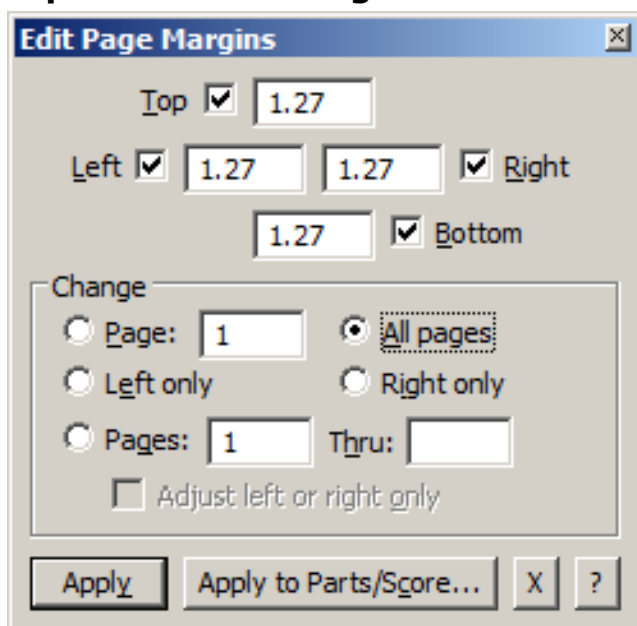 Edit Page Margins
Top 1.27
Left 1.27 1.27 Right
1.27 Bottom
Change
Page: 1 All pages
Left only Right only
Pages: 1 Thru:
Adjust left or right only
Apply Apply to Parts/Score... X ?